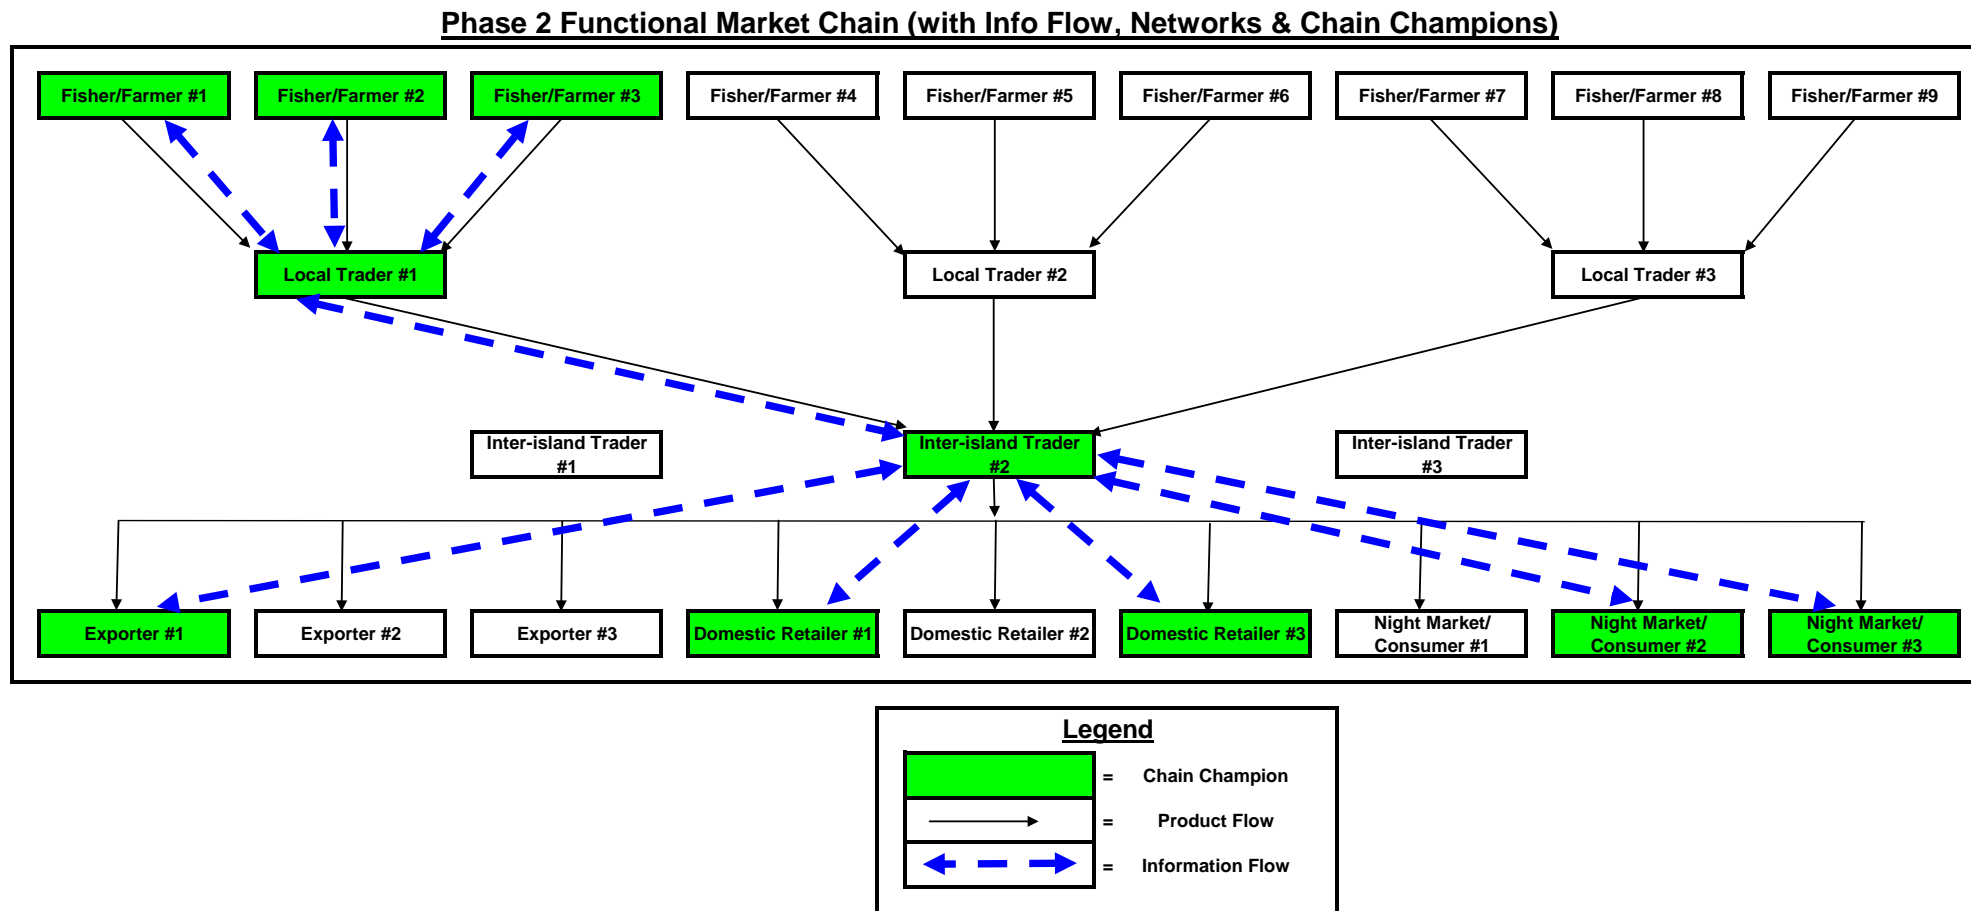 Phase 2 Functional Market Chain (with Info Flow, Networks & Chain Champions)
Fisher/Farmer #1
Fisher/Farmer #2
Fisher/Farmer #3
Fisher/Farmer #4
Fisher/Farmer #5
Fisher/Farmer #6
Fisher/Farmer #7
Fisher/Farmer #8
Fisher/Farmer #9
Local Trader #1
Local Trader #2
Local Trader #3
Inter-island Trader
#1
Inter-island Trader
#2
Inter-island Trader
#3
Exporter #1
Exporter #2
Exporter #3
Domestic Retailer #1
Domestic Retailer #2
Domestic Retailer #3
Night Market/
Consumer #1
Night Market/
Consumer #2
Night Market/
Consumer #3
Legend
= Chain Champion
= Product Flow
= Information Flow